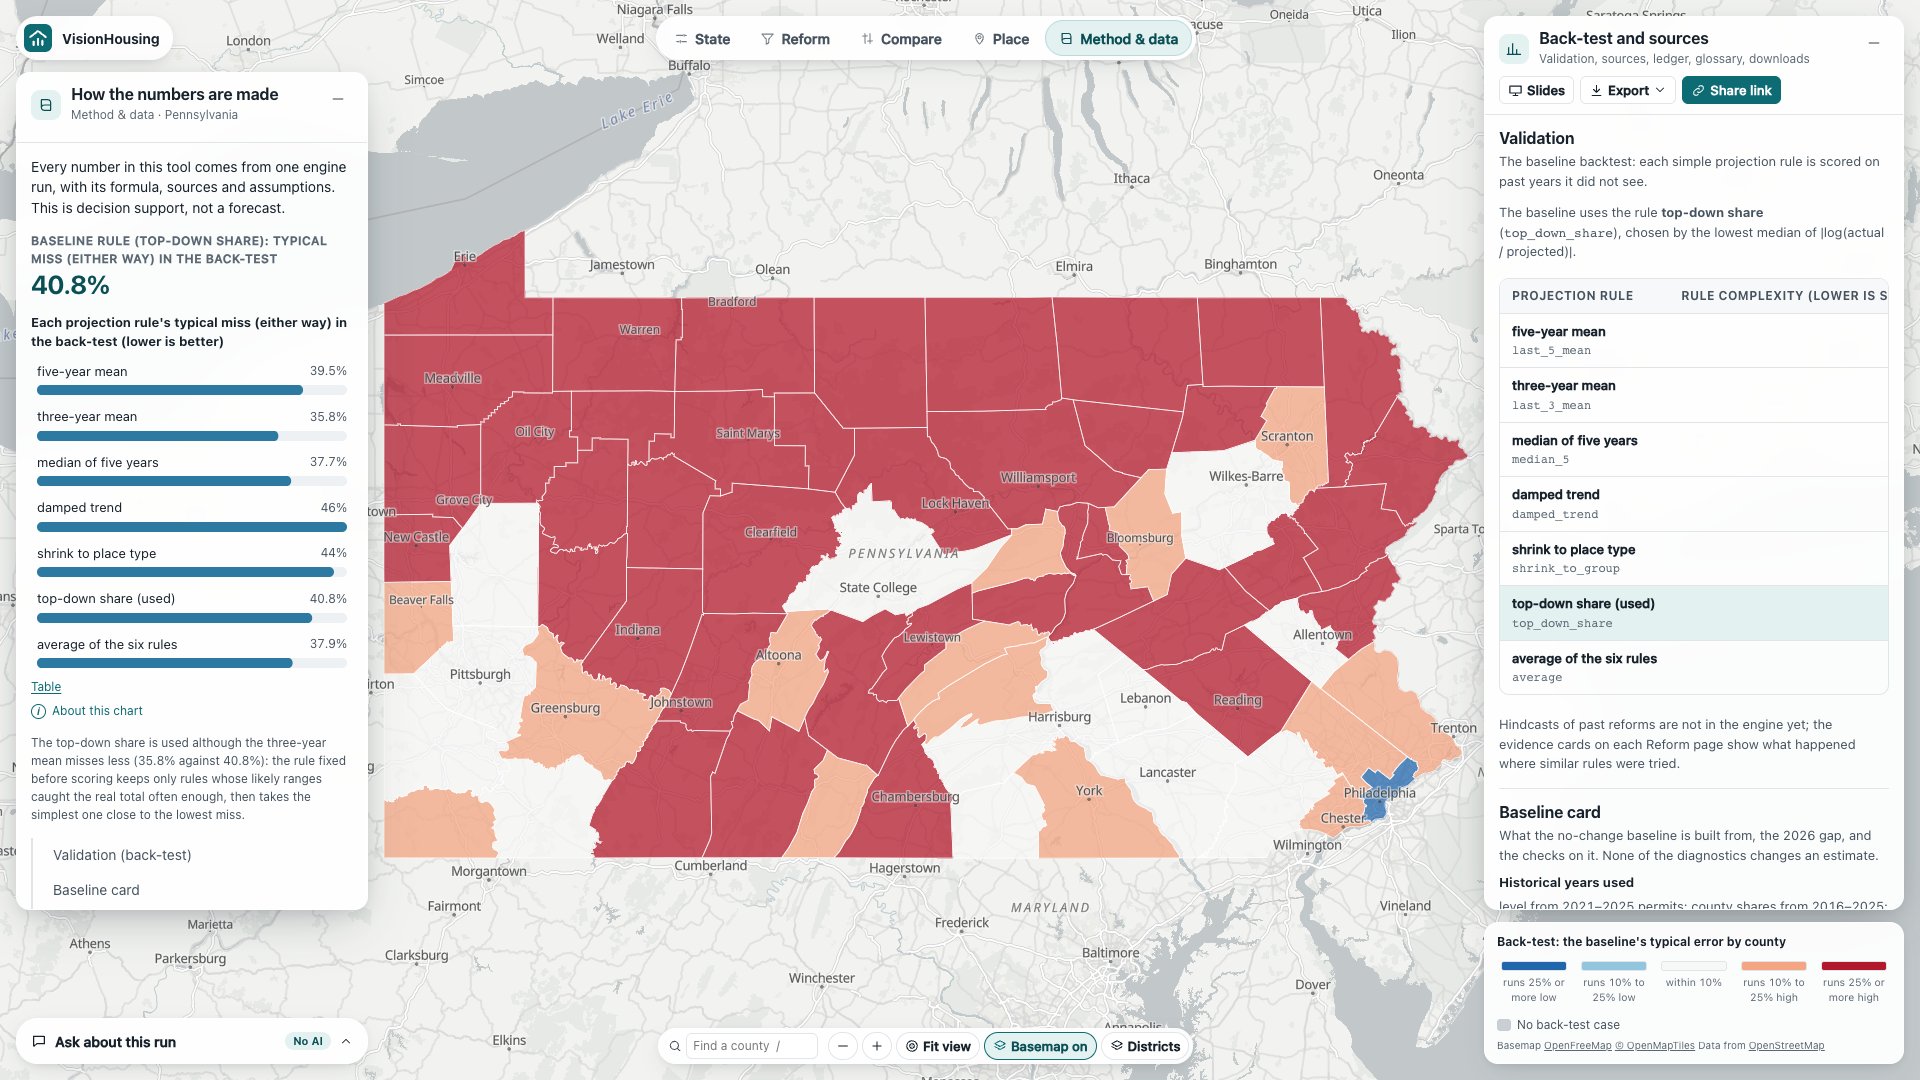 VisionHousing
State
Reform
Compare
Place
Method & data
How the numbers are made
Method & data · Pennsylvania
Every number in this tool comes from one engine
run, with its formula, sources and assumptions.
This is decision support, not a forecast.
BASELINE RULE (TOP-DOWN SHARE): TYPICAL
MISS (EITHER WAY) IN THE BACK-TEST
40.8%
Each projection rule's typical miss (either way) in
the back-test (lower is better)
five-year mean 39.5%
three-year mean 35.8%
median of five years 37.7%
damped trend 46%
shrink to place type 44%
top-down share (used) 40.8%
average of the six rules 37.9%
Table
About this chart
The top-down share is used although the three-year
mean misses less (35.8% against 40.8%): the rule fixed
before scoring keeps only rules whose likely ranges
caught the real total often enough, then takes the
simplest one close to the lowest miss.
Validation (back-test)
Baseline card
Ask about this run
No AI
Niagara Falls
Welland
London
Simcoe
Buffalo
Lake Erie
Oneida
Utica
Ilion
Ithaca
Oneonta
Erie
Jamestown
Olean
Elmira
Binghamton
Bradford
Warren
Meadville
Scranton
Oil City
Saint Marys
Wilkes-Barre
Williamsport
Grove City
Lock Haven
New Castle
Clearfield
Bloomsburg
Sparta To
PENNSYLVANIA
State College
Beaver Falls
Indiana
Lewistown
Allentown
Altoona
Pittsburgh
Johnstown
Lebanon
Reading
Greensburg
Harrisburg
Trenton
Lancaster
York
Chambersburg
Philadelphia
Chester
Wilmington
Cumberland
Hagerstown
Morgantown
Fairmont
MARYLAND
Vineland
Marietta
Frederick
Athens
Baltimore
Parkersburg
Clarksburg
Winchester
Dover
Annapolis
Elkins
Find a county /
Fit view
Basemap on
Districts
Back-test and sources
Validation, sources, ledger, glossary, downloads
Slides
Export
Share link
Validation
The baseline backtest: each simple projection rule is scored on
past years it did not see.
The baseline uses the rule top-down share
(top_down_share), chosen by the lowest median of |log(actual
/ projected)|.
PROJECTION RULE RULE COMPLEXITY (LOWER IS S
five-year mean
last_5_mean
three-year mean
last_3_mean
median of five years
median_5
damped trend
damped_trend
shrink to place type
shrink_to_group
top-down share (used)
top_down_share
average of the six rules
average
Hindcasts of past reforms are not in the engine yet; the
evidence cards on each Reform page show what happened
where similar rules were tried.
Baseline card
What the no-change baseline is built from, the 2026 gap, and
the checks on it. None of the diagnostics changes an estimate.
Historical years used
level from 2021–2025 permits; county shares from 2016–2025;
Back-test: the baseline's typical error by county
runs 25% or
more low
runs 10% to
25% low
within 10%
runs 10% to
25% high
runs 25% or
more high
No back-test case
Basemap OpenFreeMap © OpenMapTiles Data from OpenStreetMap